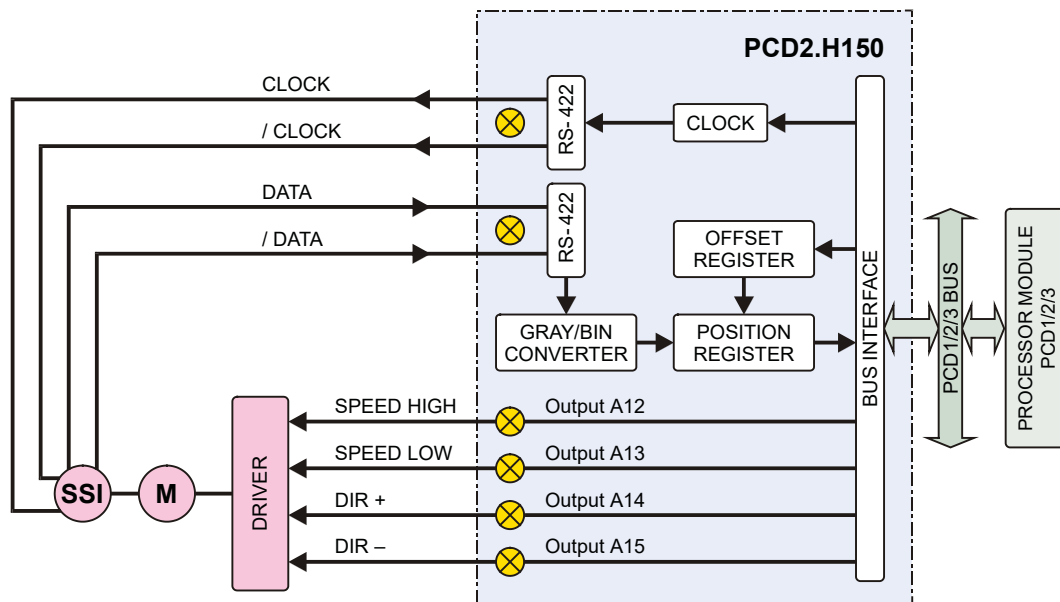 PCD2.H150
CLOCK
/ CLOCK
RS- 422
CLOCK
DATA
/ DATA
RS- 422
OFFSET
REGISTER
GRAY/BIN
CONVERTER
POSITION
REGISTER
BUS INTERFACE
PCD1/2/3 BUS
PROCESSOR MODULE
PCD1/2/3
SPEED HIGH
Output A12
SPEED LOW
Output A13
DIR +
Output A14
DIR –
Output A15
SSI
M
DRIVER